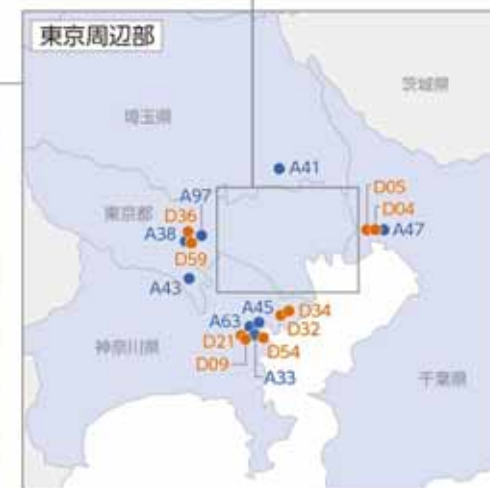 東京周辺部
茨城県
埼玉県
A41
A97
D05
D36
D04
東京都
A38
A47
D59
A43
A45
D34
A63
D32
D21
D54
神奈川県
D09
A33
千葉県